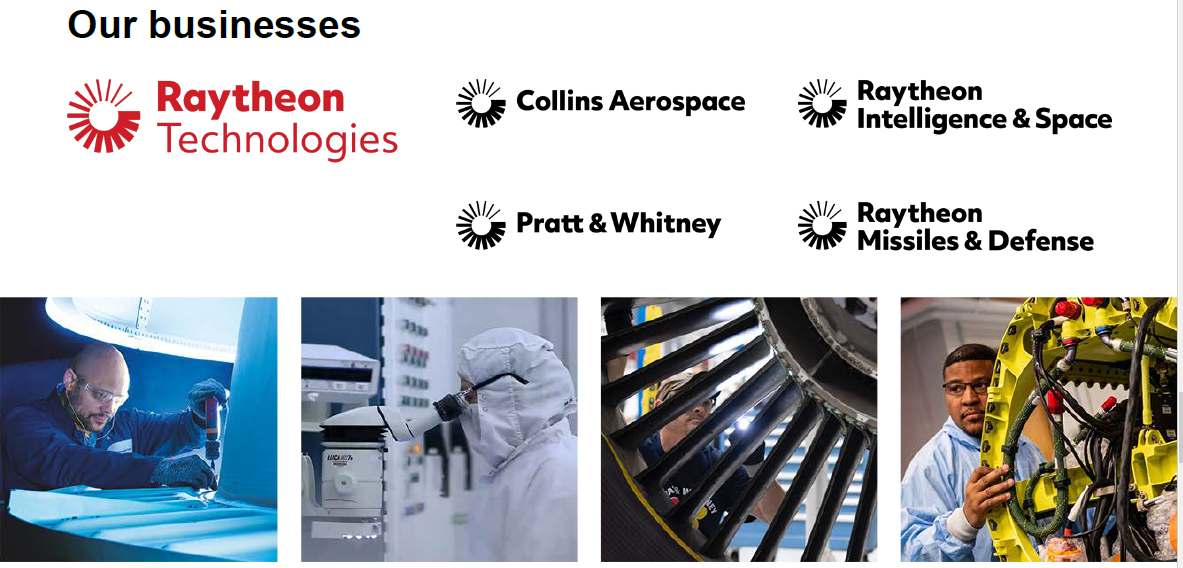 Our businesses
Raytheon
Technologies
Collins Aerospace
Raytheon
Intelligence & Space
Pratt & Whitney
Raytheon
Missiles & Defense